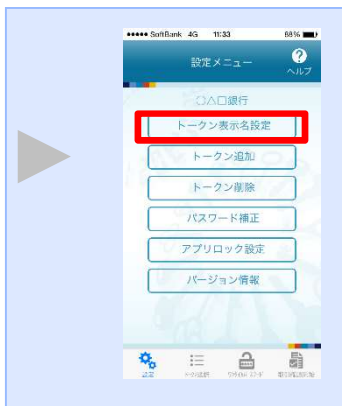 ●●●●● SoftBank 4G 11:33 88%
設定メニュー
?
ヘルプ
○△□銀行
トークン表示名設定
トークン追加
トークン削除
パスワード補正
アプリロック設定
バージョン情報
設定